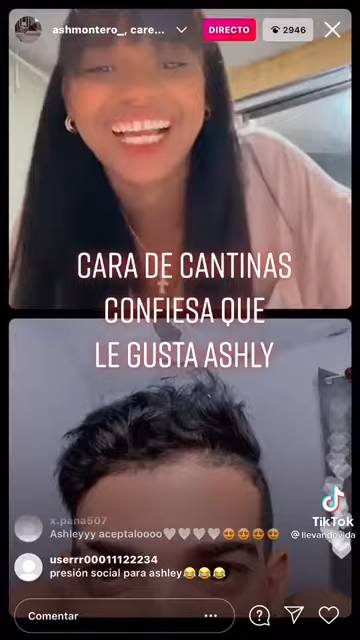 ashmontero_, care...
DIRECTO
2946
CARA DE CANTINAS
CONFIESA QUE
LE GUSTA ASHLY
x.pana507
Ashleyyy aceptaloooo🤍🤍🤍🤍😍😍😍😍
TikTok
@llevandovida
userrr00011122234
presión social para ashley😂😂😂
Comentar